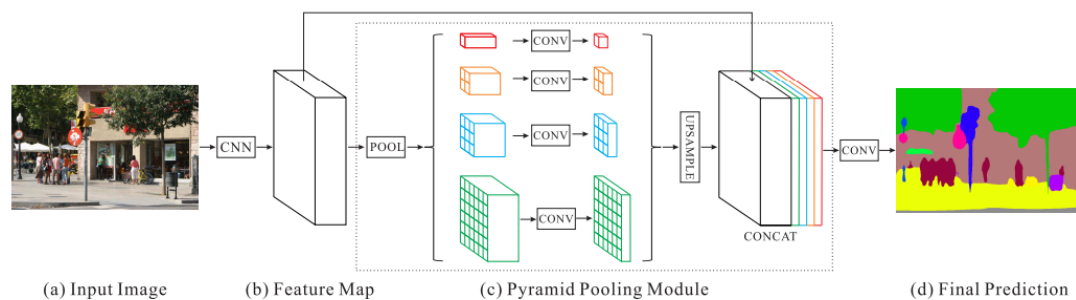 CONV
CONV
CONV
CONV
CNN
POOL
UPSAMPLE
CONV
CONCAT
(a) Input Image
(b) Feature Map
(c) Pyramid Pooling Module
(d) Final Prediction